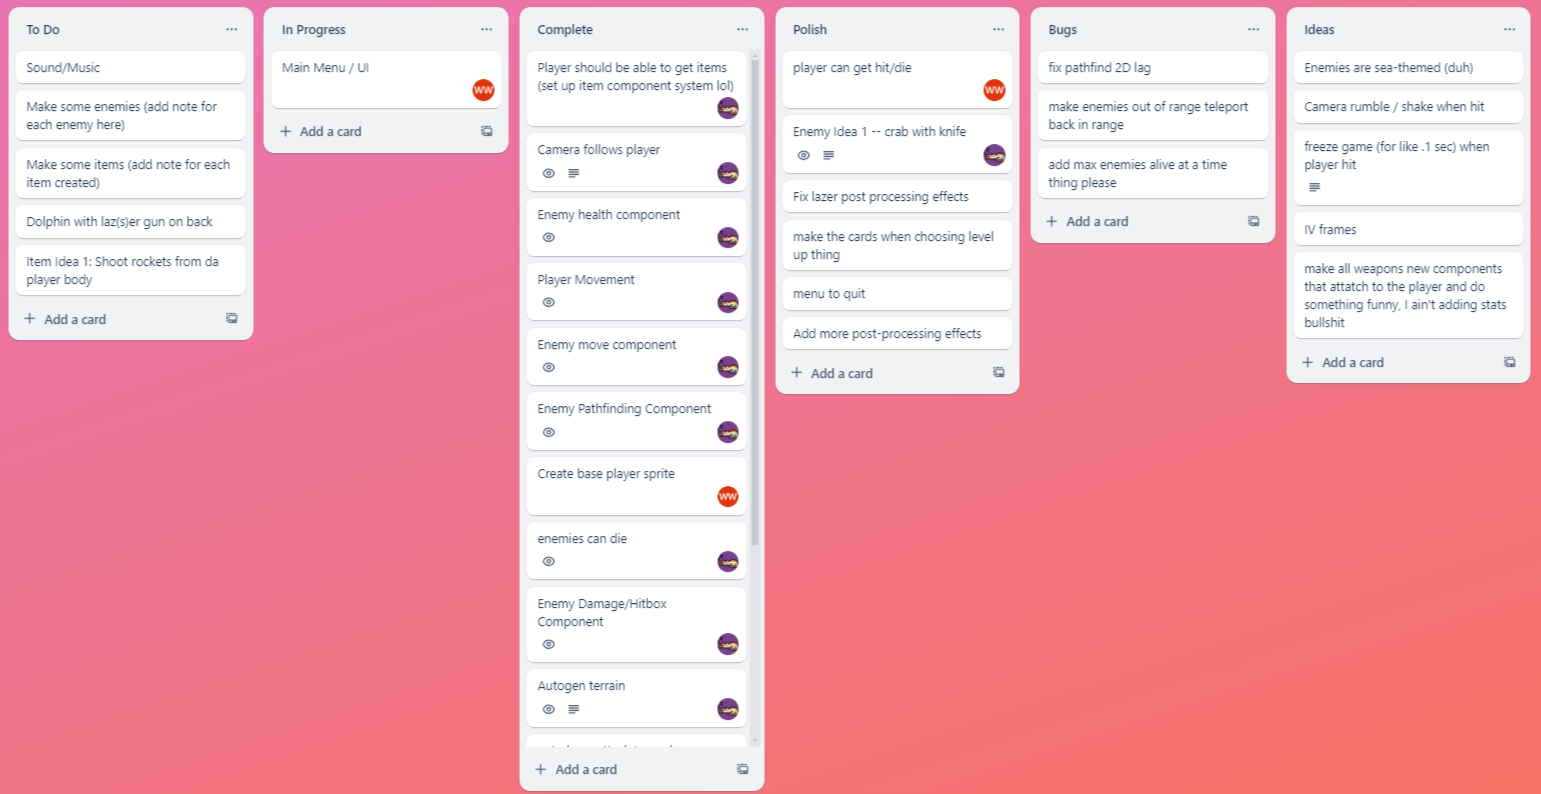 To Do
Sound/Music
Make some enemies (add note for
each enemy here)
Make some items (add note for each
item created)
Dolphin with laz(s)er gun on back
Item Idea 1: Shoot rockets from da
player body
+ Add a card
In Progress
Main Menu / UI
WW
+ Add a card
Complete
Player should be able to get items
(set up item component system lol)
Camera follows player
Enemy health component
Player Movement
Enemy move component
Enemy Pathfinding Component
Create base player sprite
WW
enemies can die
Enemy Damage/Hitbox
Component
Autogen terrain
+ Add a card
Polish
player can get hit/die
WW
Enemy Idea 1 -- crab with knife
Fix lazer post processing effects
make the cards when choosing level
up thing
menu to quit
Add more post-processing effects
+ Add a card
Bugs
fix pathfind 2D lag
make enemies out of range teleport
back in range
add max enemies alive at a time
thing please
+ Add a card
Ideas
Enemies are sea-themed (duh)
Camera rumble / shake when hit
freeze game (for like .1 sec) when
player hit
IV frames
make all weapons new components
that attatch to the player and do
something funny, I ain't adding stats
bullshit
+ Add a card